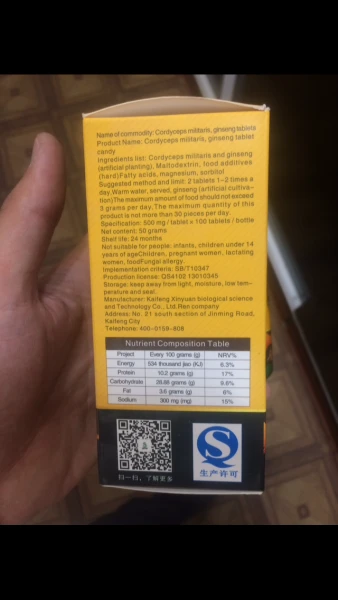 Name of commodity: Cordyceps militaris, ginseng tablets
Product Name: Cordyceps militaris, ginseng tablet
candy
ingredients list: Cordyceps militaris and ginseng
(artificial planting), Maltodextrin, food additives
(hard)Fatty acids, magnesium, sorbitol
Suggested method and limit: 2 tablets 1~2 times a
day.Warm water, served, ginseng (artificial cultiva-
tion)The maximum amount of food should not exceed
3 grams per day.The maximum quantity of this
product is not more than 30 pieces per day.
Specification: 500 mg / tablet × 100 tablets / bottle
Net content: 50 grams
Shelf life: 24 months
Not suitable for people: infants, children under 14
years of ageChildren, pregnant women, lactating
women, foodFungal allergy.
Implementation criteria: SB/T10347
Production license: QS4102 13010345
Storage: keep away from light, moisture, low tem-
perature and seal.
Manufacturer: Kaifeng Xinyuan biological science
and Technology Co., Ltd.Ren company
Address: No. 21 south section of Jinming Road,
Kaifeng City
Telephone: 400-0159-808
Nutrient Composition Table
Project Every 100 grams (g) NRV%
Energy 534 thousand jiao (KJ) 6.3%
Protein 10.2 grams (g) 17%
Carbohydrate 28.88 grams (g) 9.8%
Fat 3.6 grams (g) 6%
Sodium 300 mg (mg) 15%
扫一扫，了解更多
生产许可